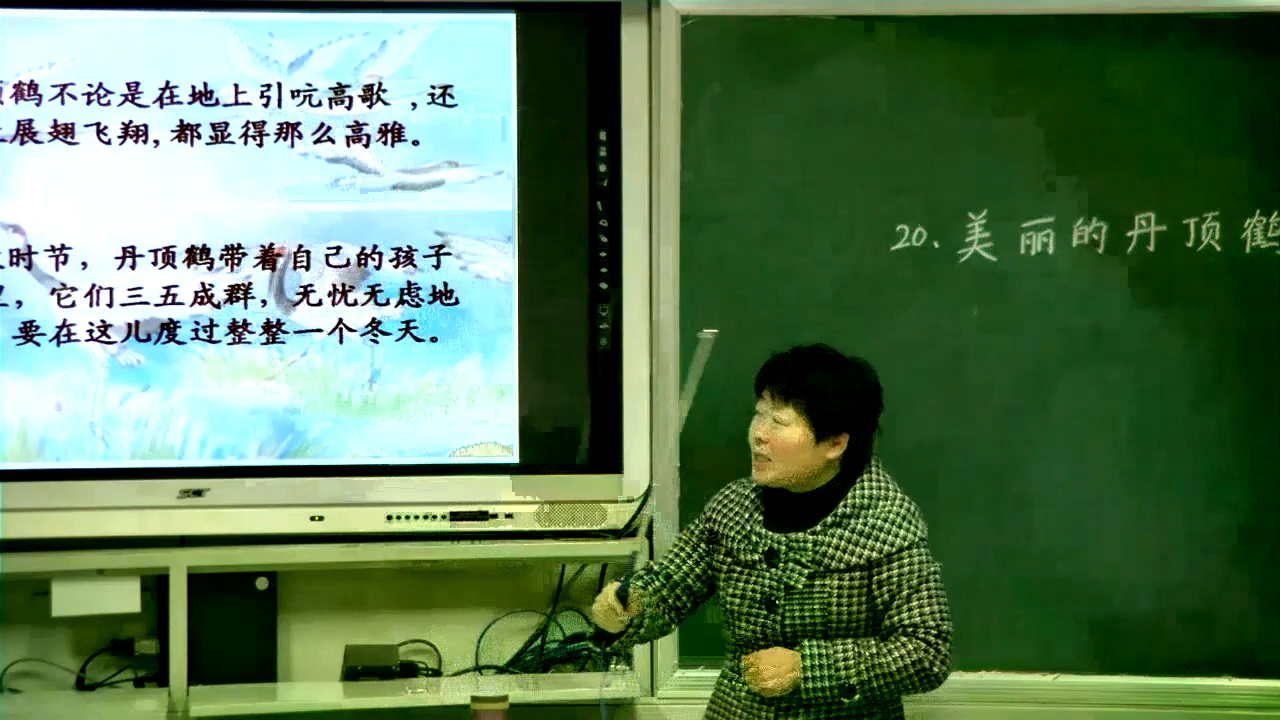 鹤不论是在地上引吭高歌 ,还
展翅飞翔,都显得那么高雅。
时节，丹顶鹤带着自己的孩子
，它们三五成群，无忧无虑地
要在这儿度过整整一个冬天。
20.美丽的丹顶鹤